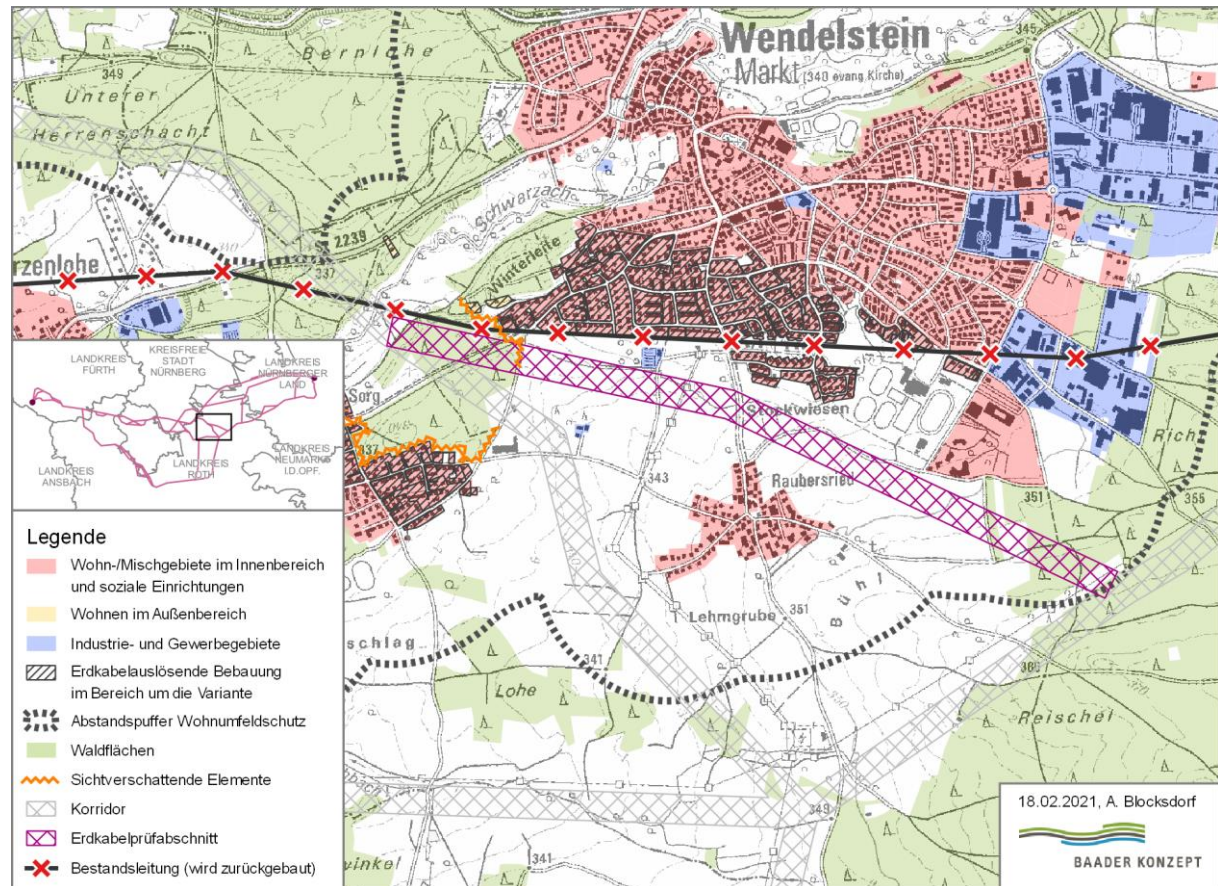 Berniche
Wendelstein
Markt (340 evang. Kirche)
345
349
Unterer
Herrenschacht
Schwarzach
2239
Winterleite
rzenlohe
337
LANDKREIS
FÜRTH
KREISFREIE
STADT
NÜRNBERG
LANDKREIS
NÜRNBERGER
LAND
LANDKREIS
ANSBACH
LANDKREIS
ROTH
LANDKREIS
NEUMARKT
I.D.OPF.
Sorg
337
Stockwiesen
Richt
343
Raubersried
351
355
Bühl
Lehmgrube
351
schlag
341
Lohe
360
Reischel
349
winkel
341
Legende
Wohn-/Mischgebiete im Innenbereich
und soziale Einrichtungen
Wohnen im Außenbereich
Industrie- und Gewerbegebiete
Erdkabelauslösende Bebauung
im Bereich um die Variante
Abstandspuffer Wohnumfeldschutz
Waldflächen
Sichtverschattende Elemente
Korridor
Erdkabelprüfabschnitt
Bestandsleitung (wird zurückgebaut)
18.02.2021, A. Blocksdorf
BAADER KONZEPT